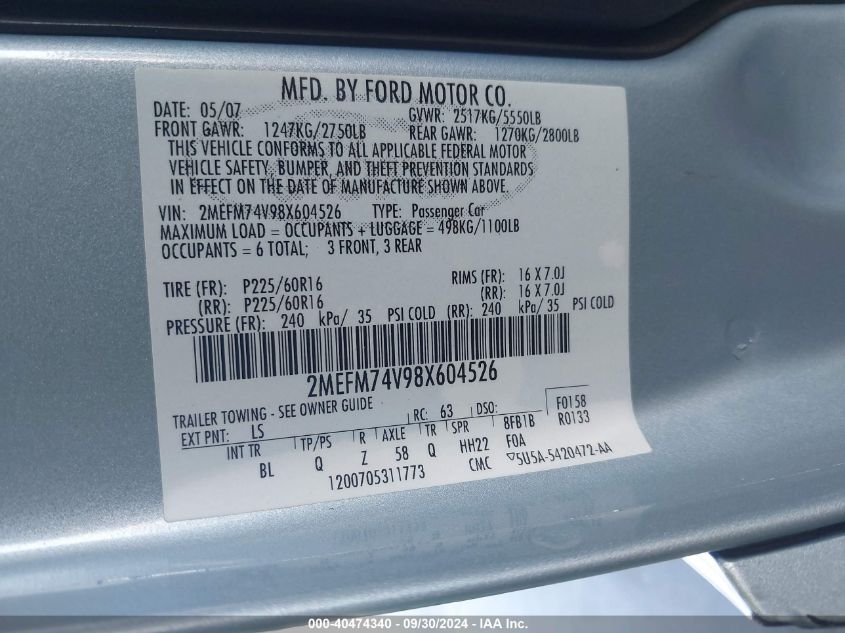 MFD. BY FORD MOTOR CO.
DATE: 05/07 GVWR: 2517KG/5550LB
FRONT GAWR: 1247KG/2750LB REAR GAWR: 1270KG/2800LB
THIS VEHICLE CONFORMS TO ALL APPLICABLE FEDERAL MOTOR
VEHICLE SAFETY, BUMPER, AND THEFT PREVENTION STANDARDS
IN EFFECT ON THE DATE OF MANUFACTURE SHOWN ABOVE.
VIN: 2MEFM74V98X604526 TYPE: Passenger Car
MAXIMUM LOAD = OCCUPANTS + LUGGAGE = 498KG/1100LB
OCCUPANTS = 6 TOTAL; 3 FRONT, 3 REAR
TIRE (FR): P225/60R16 RIMS (FR): 16 X 7.0J
(RR): P225/60R16 (RR): 16 X 7.0J
PRESSURE (FR): 240 kPa/ 35 PSI COLD (RR): 240 kPa/ 35 PSI COLD
2MEFM74V98X604526
TRAILER TOWING - SEE OWNER GUIDE
EXT PNT: LS RC: 63 DSO: F0158
R0133
INT TR TP/PS R AXLE TR SPR 8FB1B
BL Q Z 58 Q HH22 F0A
1200705311773 CMC 5U5A-5420472-AA
000-40474340 - 09/30/2024 - IAA Inc.